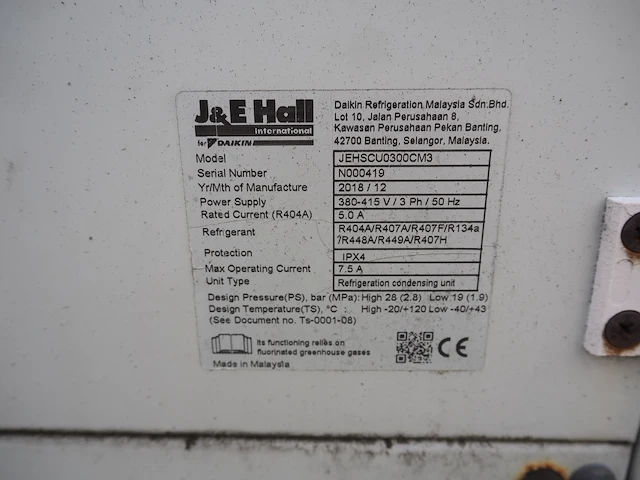 J&E Hall
International
for DAIKIN
Daikin Refrigeration Malaysia Sdn.Bhd.
Lot 10, Jalan Perusahaan 8,
Kawasan Perusahaan Pekan Banting,
42700 Banting, Selangor, Malaysia.
Model JEHSCU0300CM3
Serial Number N000419
Yr/Mth of Manufacture 2018 / 12
Power Supply 380-415 V / 3 Ph / 50 Hz
Rated Current (R404A) 5.0 A
Refrigerant R404A/R407A/R407F/R134a
/R448A/R449A/R407H
Protection IPX4
Max Operating Current 7.5 A
Unit Type Refrigeration condensing unit
Design Pressure(PS), bar (MPa): High 28 (2.8) Low 19 (1.9)
Design Temperature(TS), °C : High -20/+120 Low -40/+43
(See Document no. Ts-0001-08)
Its functioning relies on
fluorinated greenhouse gases
CE
Made in Malaysia